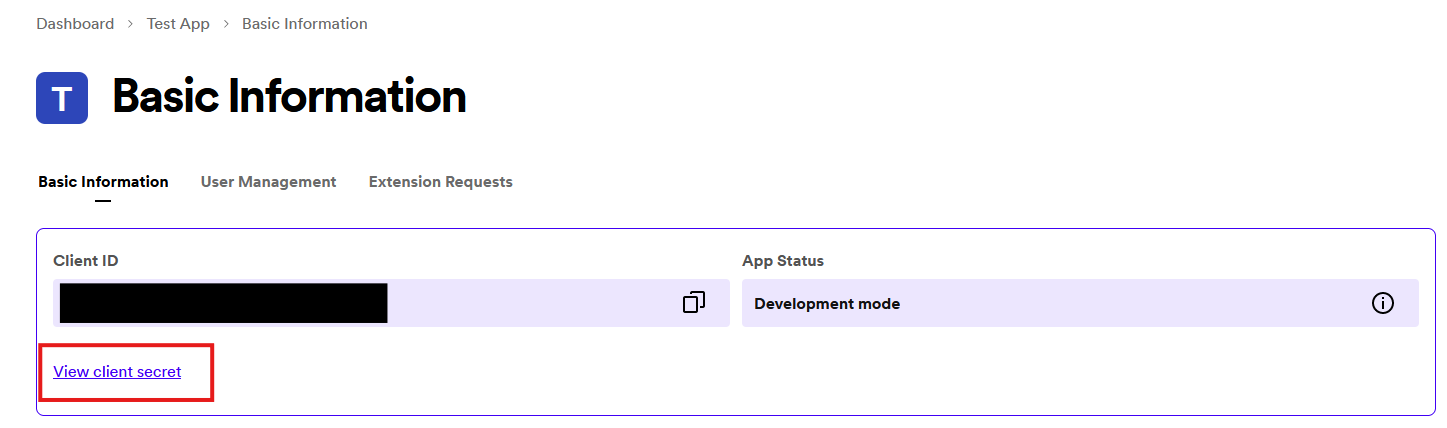 Dashboard > Test App > Basic Information
T Basic Information
Basic Information User Management Extension Requests
Client ID App Status
Development mode
View client secret